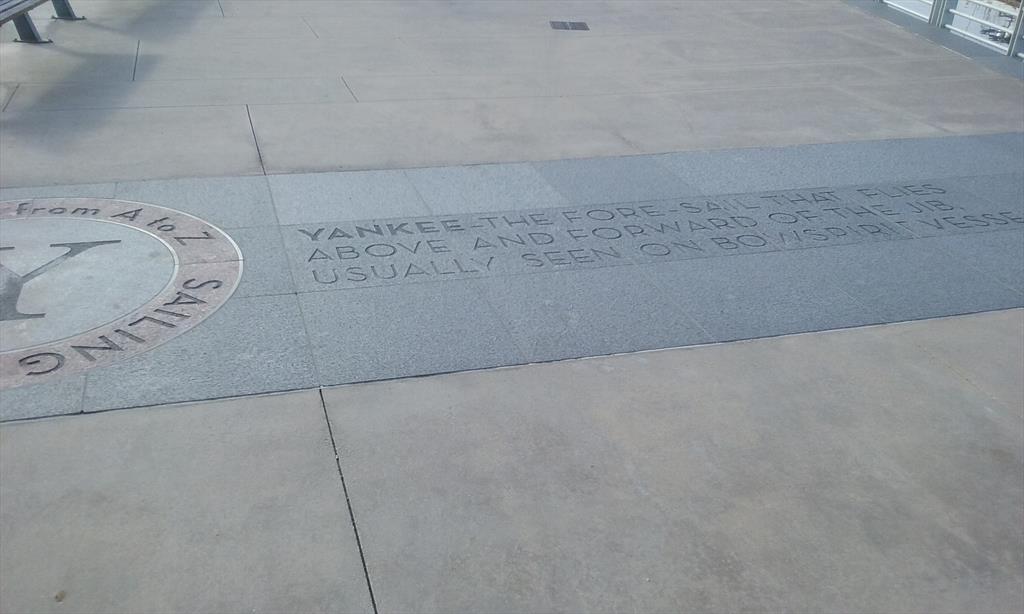 from A to Z
SAILING
Y
YANKEE-THE FORE-SAIL THAT FLIES
ABOVE AND FORWARD OF THE JIB.
USUALLY SEEN ON BOWSPIRIT VESSE